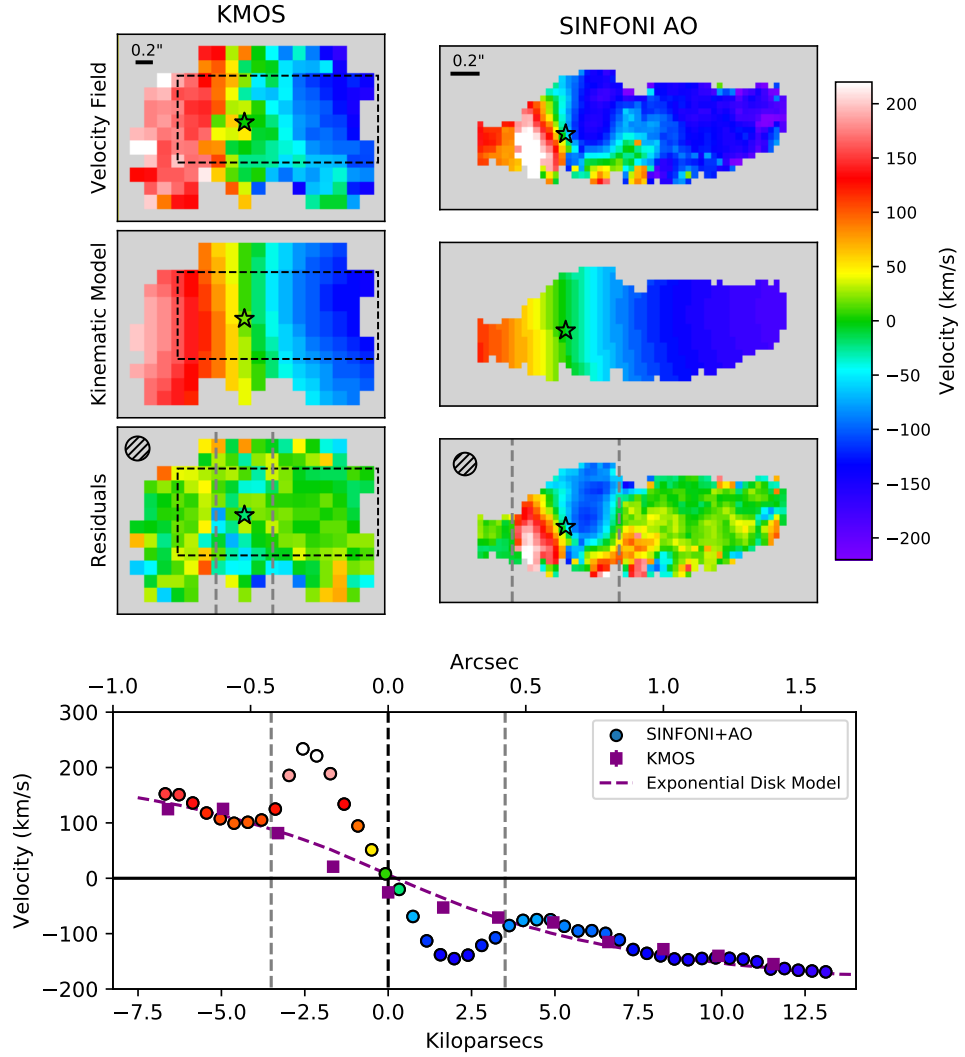 KMOS
SINFONI AO
0.2"
0.2"
Velocity Field
Kinematic Model
Residuals
200
150
100
50
0
−50
−100
−150
−200
Velocity (km/s)
Arcsec
−1.0 −0.5 0.0 0.5 1.0 1.5
300
200
100
0
−100
−200
Velocity (km/s)
SINFONI+AO
KMOS
Exponential Disk Model
−7.5 −5.0 −2.5 0.0 2.5 5.0 7.5 10.0 12.5
Kiloparsecs